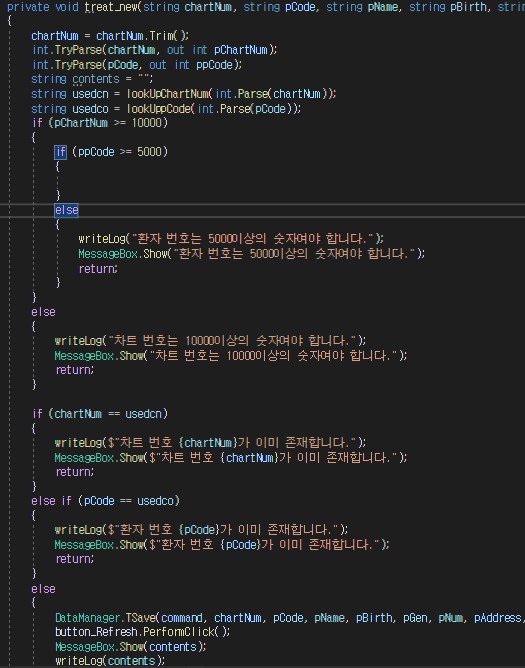 private void treat_new(string chartNum, string pCode, string pName, string pBirth,
{
chartNum = chartNum.Trim();
int.TryParse(chartNum, out int pChartNum);
int.TryParse(pCode, out int ppCode);
string contents = "";
string usedcn = lookUpChartNum(int.Parse(chartNum));
string usedco = lookUppCode(int.Parse(pCode));
if (pChartNum >= 10000)
{
if (ppCode >= 5000)
{
}
else
{
writeLog("환자 번호는 5000이상의 숫자여야 합니다.");
MessageBox.Show("환자 번호는 5000이상의 숫자여야 합니다.");
return;
}
}
else
{
writeLog("차트 번호는 10000이상의 숫자여야 합니다.");
MessageBox.Show("차트 번호는 10000이상의 숫자여야 합니다.");
return;
}
if (chartNum == usedcn)
{
writeLog($"차트 번호 {chartNum}가 이미 존재합니다.");
MessageBox.Show($"차트 번호 {chartNum}가 이미 존재합니다.");
return;
}
else if (pCode == usedco)
{
writeLog($"환자 번호 {pCode}가 이미 존재합니다.");
MessageBox.Show($"환자 번호 {pCode}가 이미 존재합니다.");
return;
}
else
{
DataManager.TSave(command, chartNum, pCode, pName, pBirth, pGen, pNum, pAddress,
button_Refresh.PerformClick();
MessageBox.Show(contents);
writeLog(contents);